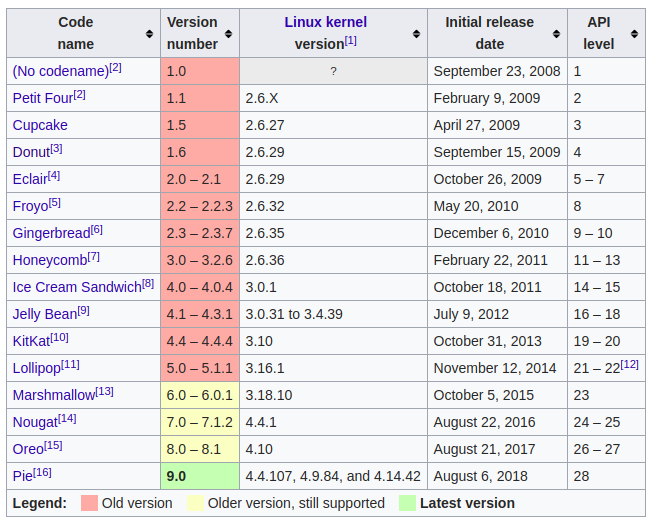 Code name Version number Linux kernel version[1] Initial release date API level
(No codename)[2] 1.0 ? September 23, 2008 1
Petit Four[2] 1.1 2.6.X February 9, 2009 2
Cupcake 1.5 2.6.27 April 27, 2009 3
Donut[3] 1.6 2.6.29 September 15, 2009 4
Eclair[4] 2.0 – 2.1 2.6.29 October 26, 2009 5 – 7
Froyo[5] 2.2 – 2.2.3 2.6.32 May 20, 2010 8
Gingerbread[6] 2.3 – 2.3.7 2.6.35 December 6, 2010 9 – 10
Honeycomb[7] 3.0 – 3.2.6 2.6.36 February 22, 2011 11 – 13
Ice Cream Sandwich[8] 4.0 – 4.0.4 3.0.1 October 18, 2011 14 – 15
Jelly Bean[9] 4.1 – 4.3.1 3.0.31 to 3.4.39 July 9, 2012 16 – 18
KitKat[10] 4.4 – 4.4.4 3.10 October 31, 2013 19 – 20
Lollipop[11] 5.0 – 5.1.1 3.16.1 November 12, 2014 21 – 22[12]
Marshmallow[13] 6.0 – 6.0.1 3.18.10 October 5, 2015 23
Nougat[14] 7.0 – 7.1.2 4.4.1 August 22, 2016 24 – 25
Oreo[15] 8.0 – 8.1 4.10 August 21, 2017 26 – 27
Pie[16] 9.0 4.4.107, 4.9.84, and 4.14.42 August 6, 2018 28
Legend: Old version Older version, still supported Latest version